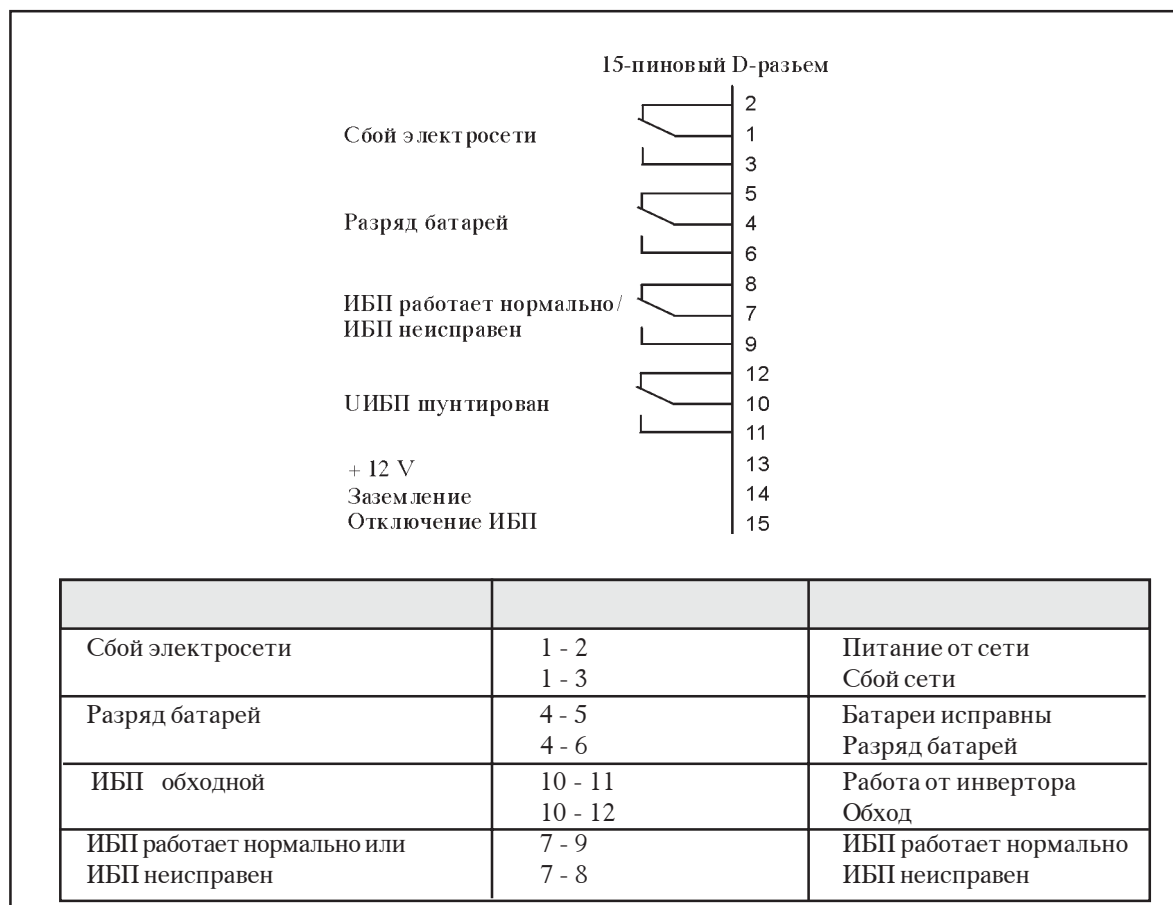 15-пиновый D-разьем
2
Сбой электросети
1
3
5
Разряд батарей
4
6
8
ИБП работает нормально/
7
ИБП неисправен
9
12
UИБП шунтирован
10
11
+ 12 V
13
Заземление
14
Отключение ИБП
15
Сбой электросети 1 - 2 Питание от сети
1 - 3 Сбой сети
Разряд батарей 4 - 5 Батареи исправны
4 - 6 Разряд батарей
ИБП обходной 10 - 11 Работа от инвертора
10 - 12 Обход
ИБП работает нормально или 7 - 9 ИБП работает нормально
ИБП неисправен 7 - 8 ИБП неисправен